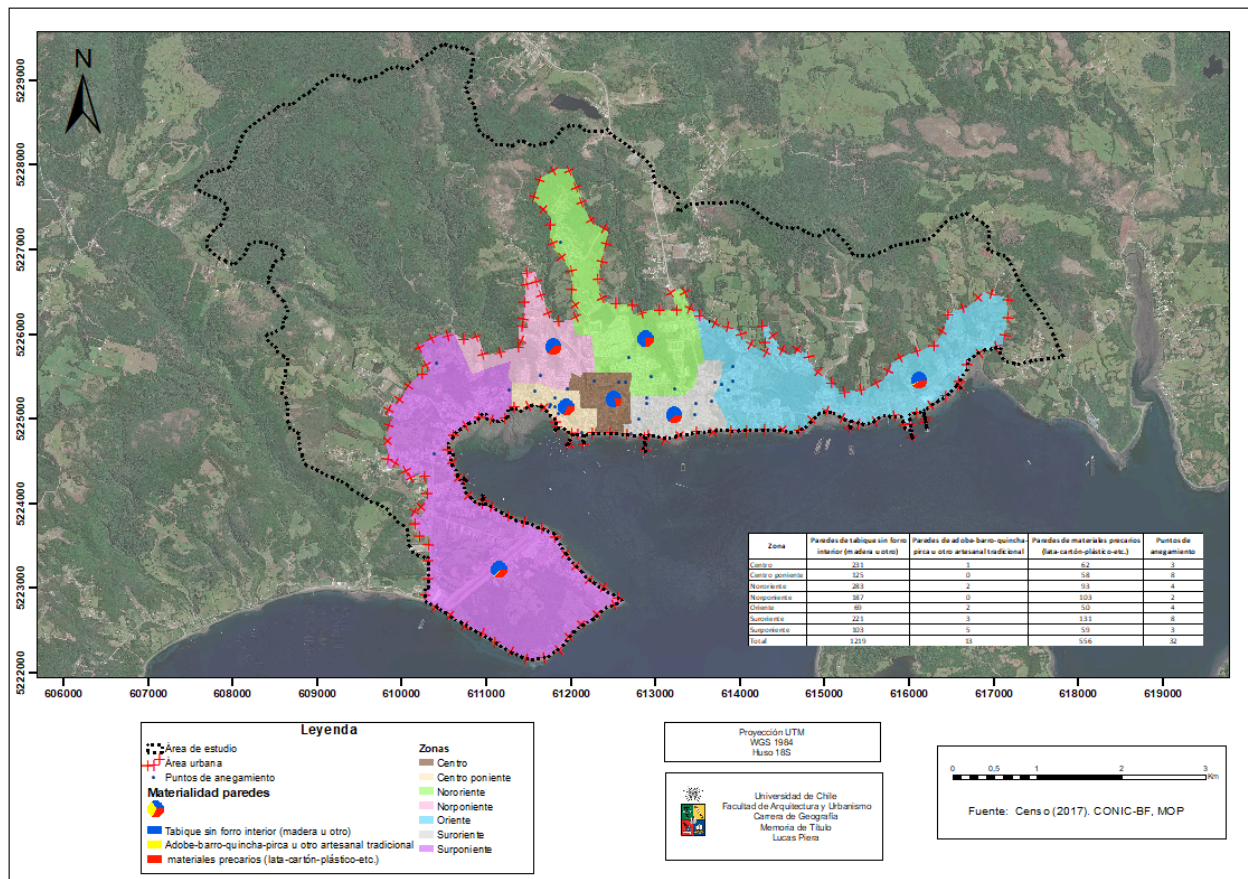 N
5229000
5228000
5227000
5226000
5225000
5224000
5223000
5222000
606000 607000 608000 609000 610000 611000 612000 613000 614000 615000 616000 617000 618000 619000
Zona Paredes de tabique sin forro interior (madera u otro) Paredes de adobe-barro-quincha-pirca u otro artesanal tradicional Paredes de materiales precarios (lata-cartón-plástico-etc.) Puntos de anegamiento
Centro 231 1 62 3
Centro poniente 125 0 58 8
Nororiente 283 2 93 4
Norponiente 187 0 103 2
Oriente 69 2 50 4
Suroriente 221 3 131 8
Surponiente 103 5 59 3
Total 1219 13 556 32
Leyenda
Área de estudio
Área urbana
Puntos de anegamiento
Materialidad paredes
Tabique sin forro interior (madera u otro)
Adobe-barro-quincha-pirca u otro artesanal tradicional
materiales precarios (lata-cartón-plástico-etc.)
Zonas
Centro
Centro poniente
Nororiente
Norponiente
Oriente
Suroriente
Surponiente
Proyección UTM
WGS 1984
Huso 18S
Universidad de Chile
Facultad de Arquitectura y Urbanismo
Carrera de Geografía
Memoria de Título
Lucas Piera
0 0,5 1 2 3
Km
Fuente: Censo (2017). CONIC-BF, MOP